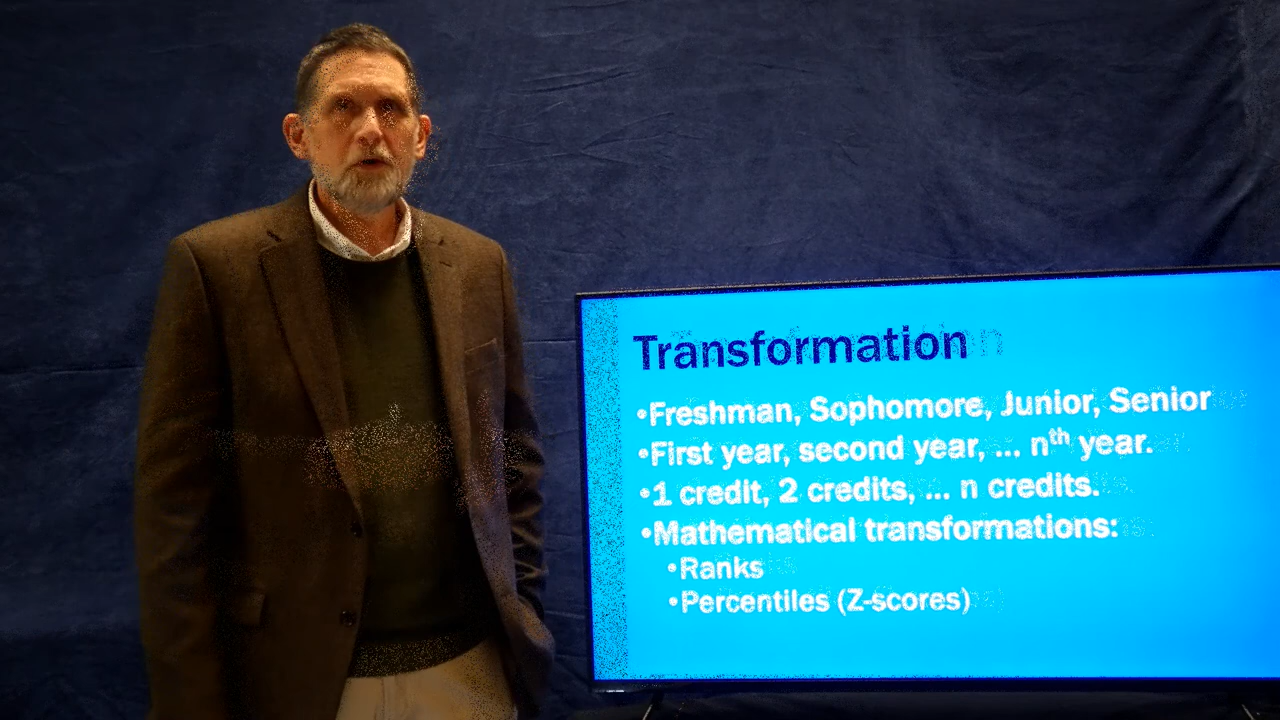 Transformation
•Freshman, Sophomore, Junior, Senior
•First year, second year, ... nth year.
•1 credit, 2 credits, ... n credits.
•Mathematical transformations:
•Ranks
•Percentiles (Z-scores)